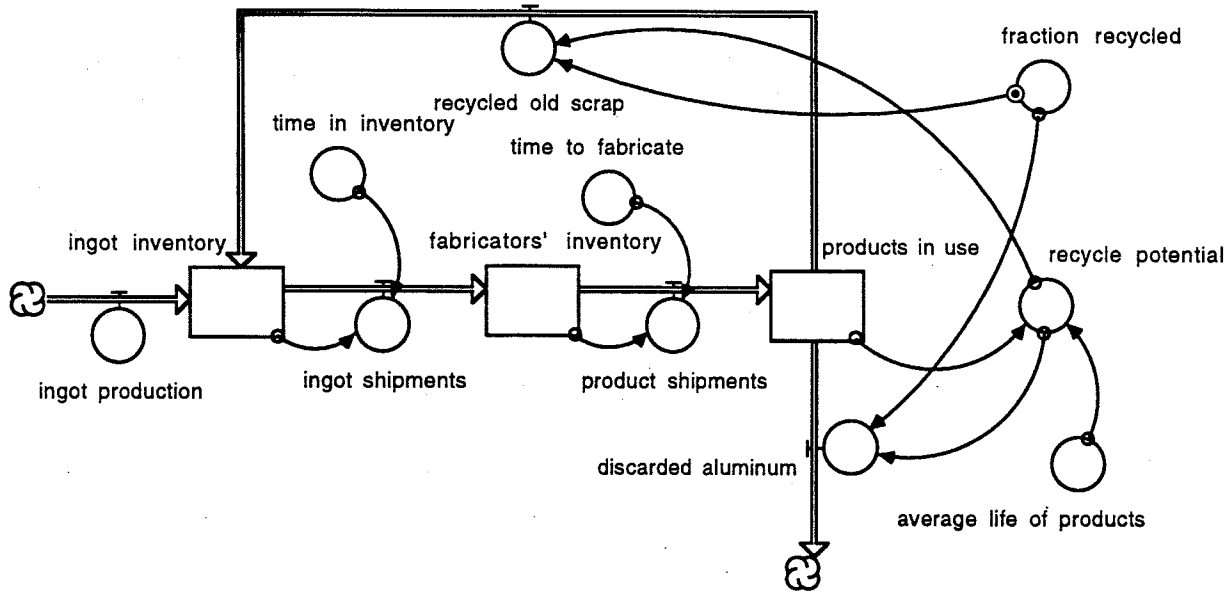 fraction recycled
recycled old scrap
time in inventory
time to fabricate
ingot inventory
fabricators' inventory
products in use
recycle potential
ingot production
ingot shipments
product shipments
discarded aluminum
average life of products